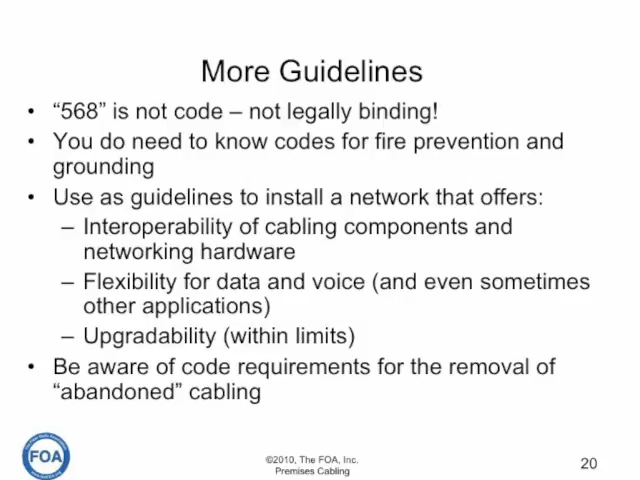 More Guidelines
• “568” is not code – not legally binding!
• You do need to know codes for fire prevention and
grounding
• Use as guidelines to install a network that offers:
– Interoperability of cabling components and
networking hardware
– Flexibility for data and voice (and even sometimes
other applications)
– Upgradability (within limits)
• Be aware of code requirements for the removal of
“abandoned” cabling
FOA
©2010, The FOA, Inc.
Premises Cabling
20